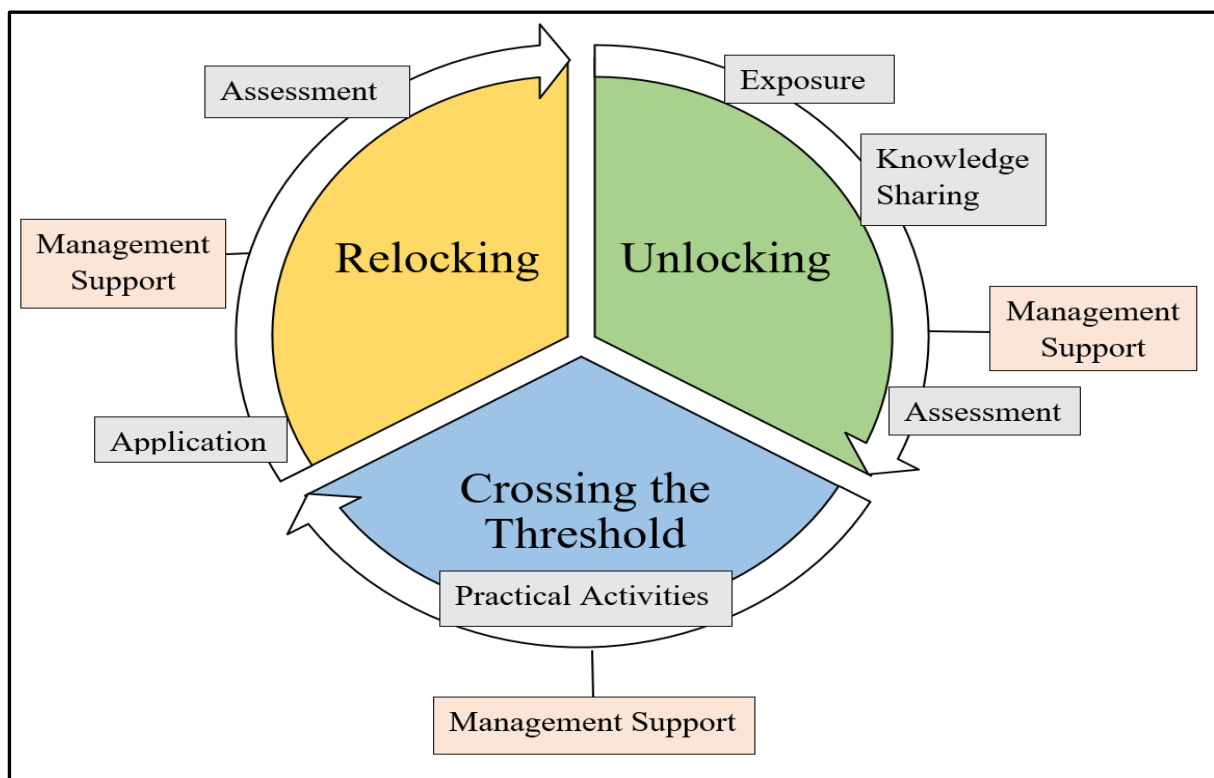 Assessment
Exposure
Knowledge
Sharing
Management
Support
Relocking
Unlocking
Management
Support
Assessment
Application
Crossing the
Threshold
Practical Activities
Management Support